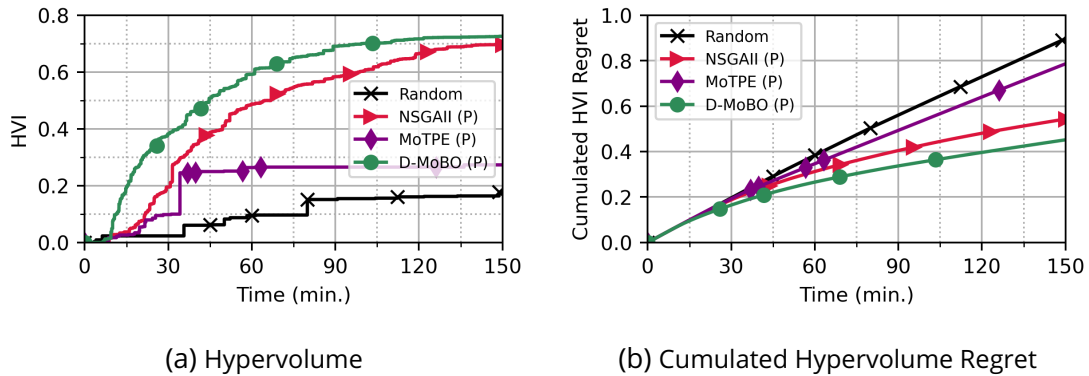 0.8
0.6
0.4
0.2
0.0
HVI
Random
NSGAII (P)
MoTPE (P)
D-MoBO (P)
0 30 60 90 120 150
Time (min.)
(a) Hypervolume
1.0
0.8
0.6
0.4
0.2
0.0
Cumulated HVI Regret
Random
NSGAII (P)
MoTPE (P)
D-MoBO (P)
0 30 60 90 120 150
Time (min.)
(b) Cumulated Hypervolume Regret